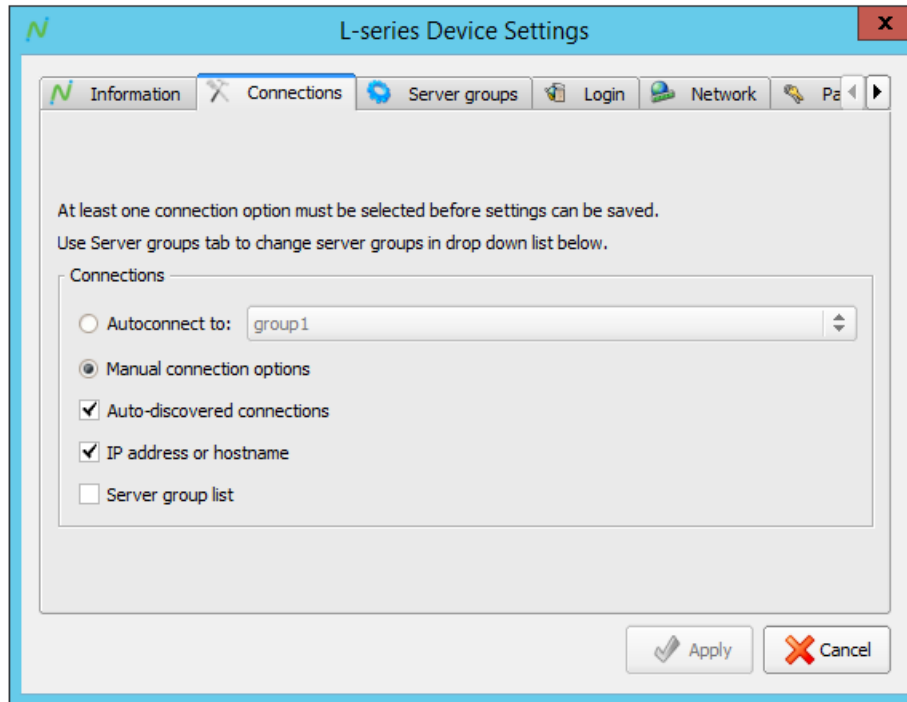 L-series Device Settings
x
Information Connections Server groups Login Network Pa
At least one connection option must be selected before settings can be saved.
Use Server groups tab to change server groups in drop down list below.
Connections
Autoconnect to: group1
Manual connection options
Auto-discovered connections
IP address or hostname
Server group list
Apply Cancel